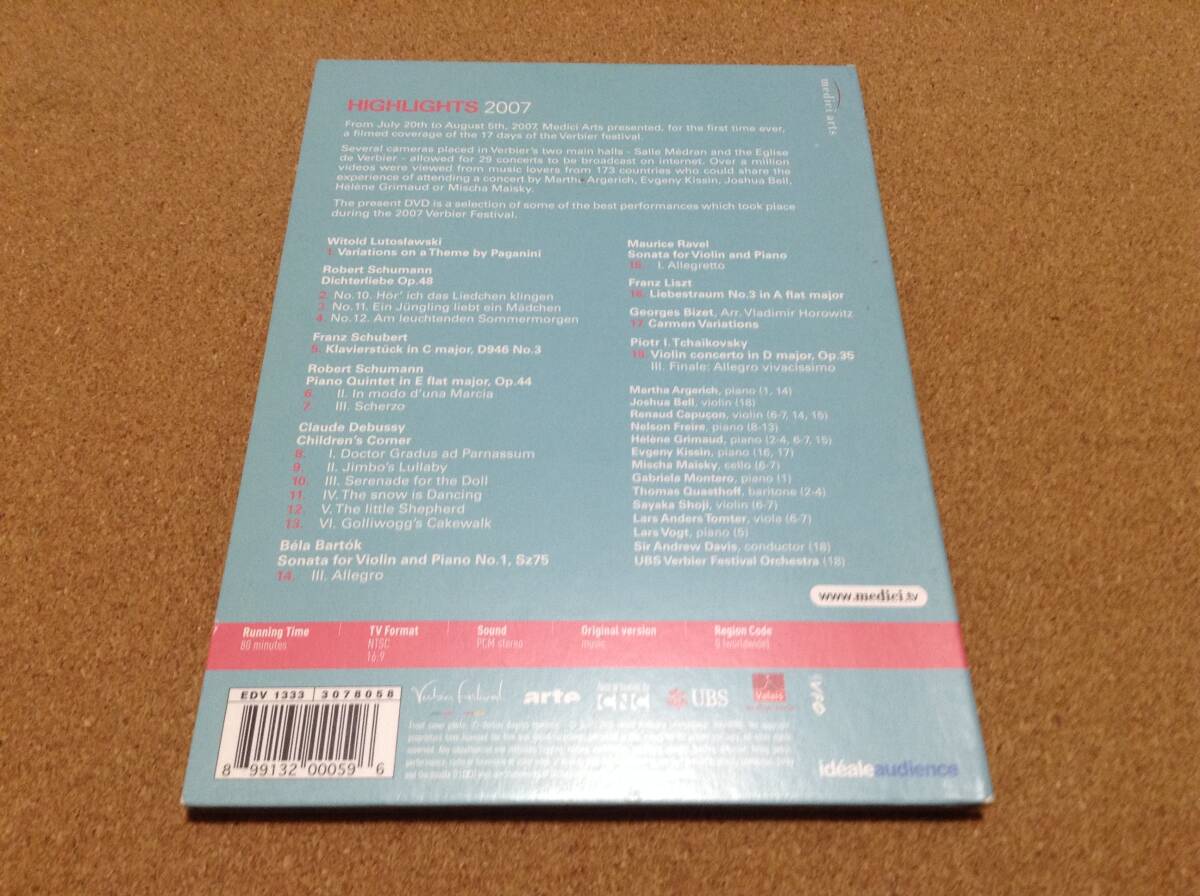 medici arts
HIGHLIGHTS 2007
From July 20th to August 5th, 2007, Medici Arts presented, for the first time ever,
a filmed coverage of the 17 days of the Verbier festival.
Several cameras placed in Verbier's two main halls - Salle Médran and the Eglise
de Verbier - allowed for 29 concerts to be broadcast on internet. Over a million
videos were viewed from music lovers from 173 countries who could share the
experience of attending a concert by Martha Argerich, Evgeny Kissin, Joshua Bell,
Hélène Grimaud or Mischa Maisky.
The present DVD is a selection of some of the best performances which took place
during the 2007 Verbier Festival.
Witold Lutosławski
1. Variations on a Theme by Paganini
Robert Schumann
Dichterliebe Op.48
2. No.10. Hör' ich das Liedchen klingen
3. No.11. Ein Jüngling liebt ein Mädchen
4. No.12. Am leuchtenden Sommermorgen
Franz Schubert
5. Klavierstück in C major, D946 No.3
Robert Schumann
Piano Quintet in E flat major, Op.44
6. II. In modo d'una Marcia
7. III. Scherzo
Claude Debussy
Children's Corner
8. I. Doctor Gradus ad Parnassum
9. II. Jimbo's Lullaby
10. III. Serenade for the Doll
11. IV. The snow is Dancing
12. V. The little Shepherd
13. VI. Golliwogg's Cakewalk
Béla Bartók
Sonata for Violin and Piano No.1, Sz75
14. III. Allegro
Maurice Ravel
Sonata for Violin and Piano
15. I. Allegretto
Franz Liszt
16. Liebestraum No.3 in A flat major
Georges Bizet, Arr. Vladimir Horowitz
17. Carmen Variations
Piotr I. Tchaikovsky
18. Violin concerto in D major, Op.35
III. Finale: Allegro vivacissimo
Martha Argerich, piano (1, 14)
Joshua Bell, violin (18)
Renaud Capuçon, violin (6-7, 14, 15)
Nelson Freire, piano (8-13)
Hélène Grimaud, piano (2-4, 6-7, 15)
Evgeny Kissin, piano (16, 17)
Mischa Maisky, cello (6-7)
Gabriela Montero, piano (1)
Thomas Quasthoff, baritone (2-4)
Sayaka Shoji, violin (6-7)
Lars Anders Tomter, viola (6-7)
Lars Vogt, piano (5)
Sir Andrew Davis, conductor (18)
UBS Verbier Festival Orchestra (18)
www.medici.tv
Running Time
80 minutes
TV Format
NTSC
16:9
Sound
PCM stereo
Original version
music
Region Code
0 (worldwide)
EDV 1333 3078058
8 99132 00059 6
Verbier Festival
arte
CNC
UBS
Valais
idéaleaudience